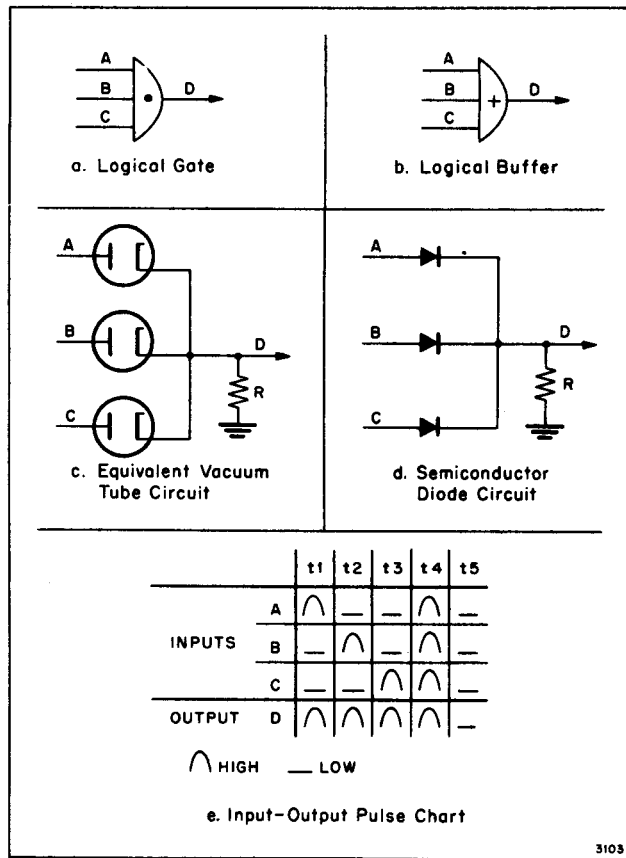 A
B
C
D
a. Logical Gate
A
B
C
+
D
b. Logical Buffer
A
B
C
D
R
c. Equivalent Vacuum
Tube Circuit
A
B
C
D
R
d. Semiconductor
Diode Circuit
t1 t2 t3 t4 t5
A
INPUTS B
C
OUTPUT D
HIGH LOW
e. Input-Output Pulse Chart
3103